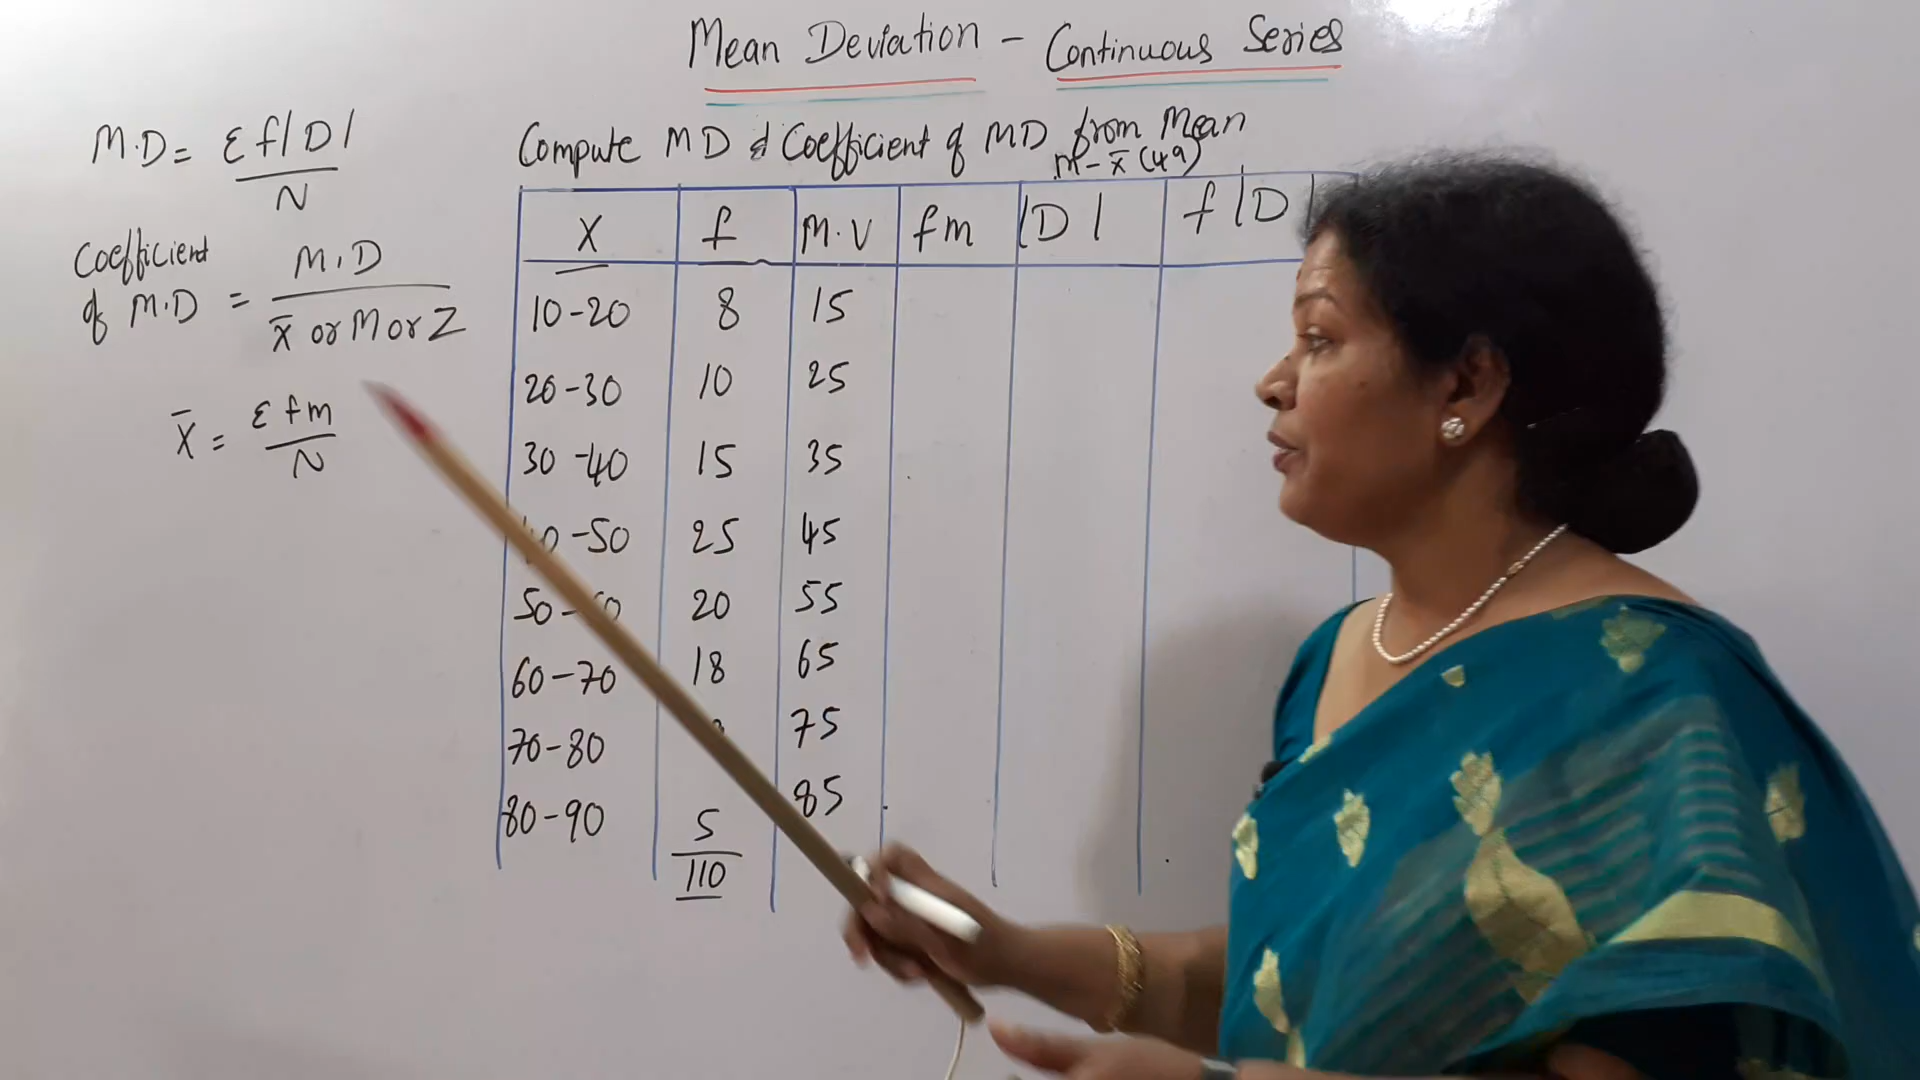 Mean Deviation - Continuous Series
M.D = Σf|D|
N
Coefficient of M.D = M.D
x̄ or M or Z
X̄ = Σfm
N
Compute MD & Coefficient of MD from Mean
m - x̄ (49)
X f M.V fm |D| f|D|
10-20 8 15
20-30 10 25
30-40 15 35
-50 25 45
50- 20 55
60-70 18 65
70-80 75
80-90 5 85
110